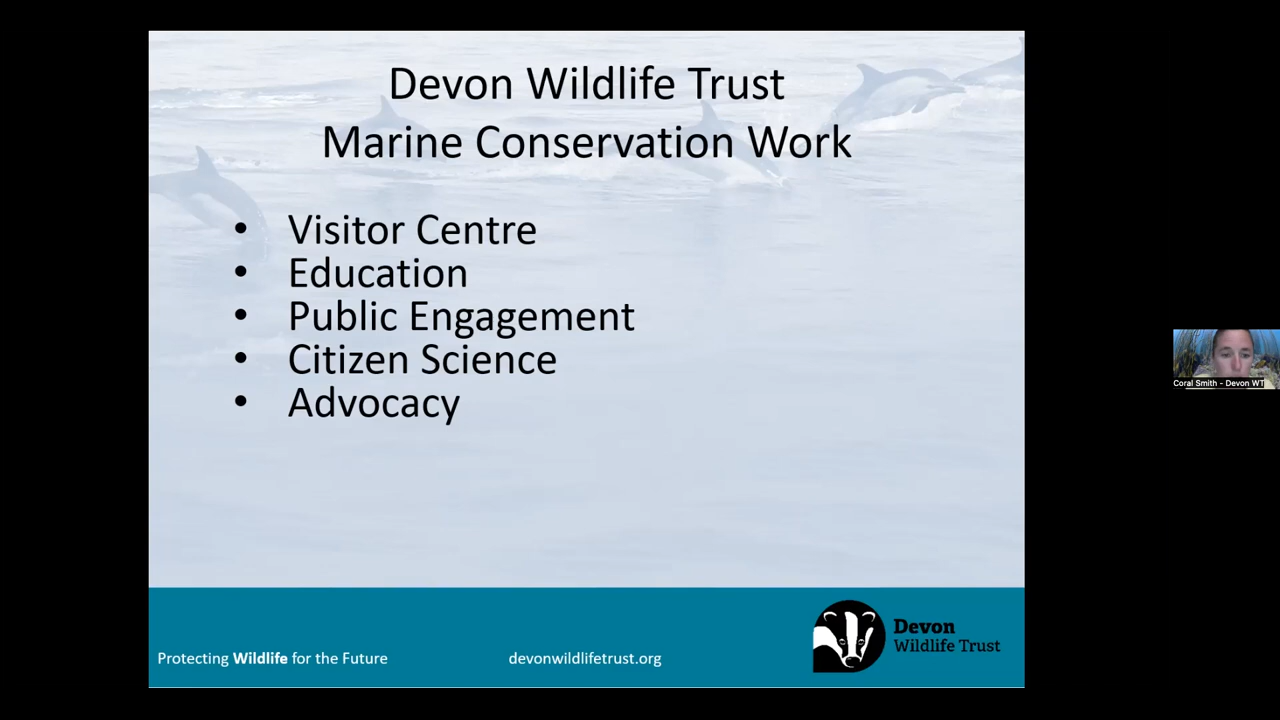 Devon Wildlife Trust
Marine Conservation Work
• Visitor Centre
• Education
• Public Engagement
• Citizen Science
• Advocacy
Coral Smith - Devon WT
Protecting Wildlife for the Future
devonwildlifetrust.org
Devon
Wildlife Trust